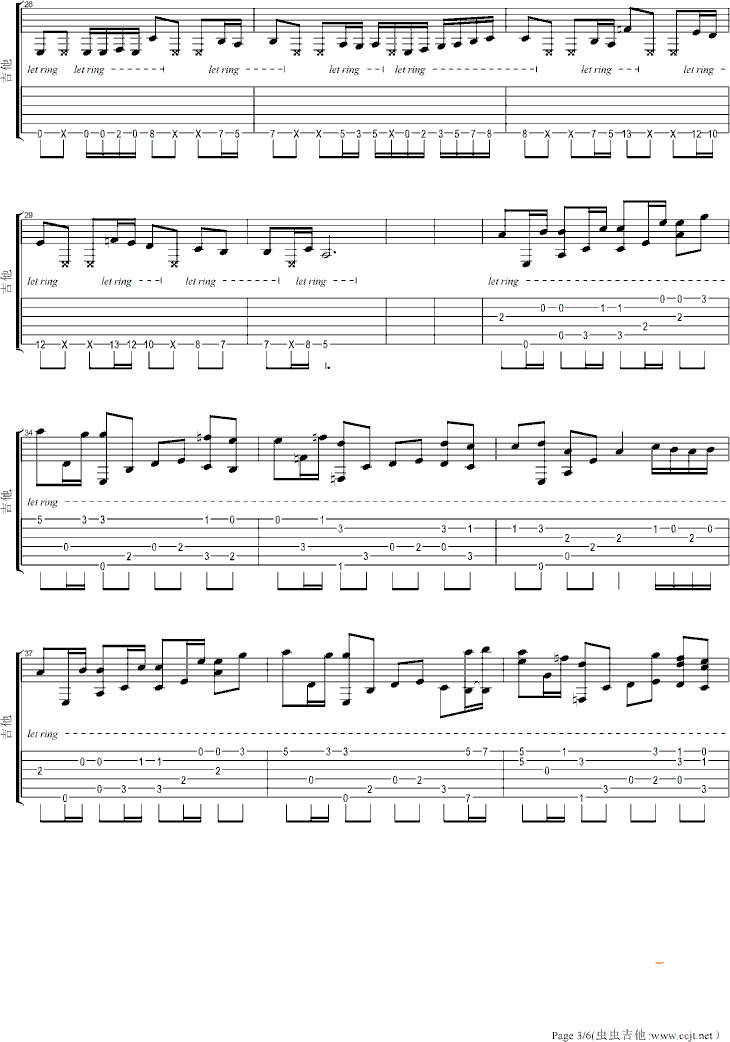 26
let ring let ring let ring let ring let ring let ring let ring let ring
吉他
0 X 0 0 2 0 8 X X 7 5 7 X X 5 3 5 X 0 2 3 5 7 8 8 X X 7 5 13 X X 12 10
29
let ring let ring let ring let ring let ring
吉他
0 0 3
0 0 1 1
2 2
2
0 3 3
12 X X 13 12 10 X 8 7 7 X 8 5 0
34
let ring
吉他
5 3 3 1 0 0 1
3 3 1 1 3 0 1 0
2 2 2
0 0 2 3 0 2 0 2
2 3 2 3 3 0
0 1 0
37
let ring
吉他
0 0 3 5 3 3 5 7 5 1 3 1 0
0 0 1 1 5 3 3 1
2 2 0
2 0 0 2 0 2 0
0 3 3 2 3 3 3
0 0 7 1
Page 3/6(虫虫吉他:www.ccjt.net)